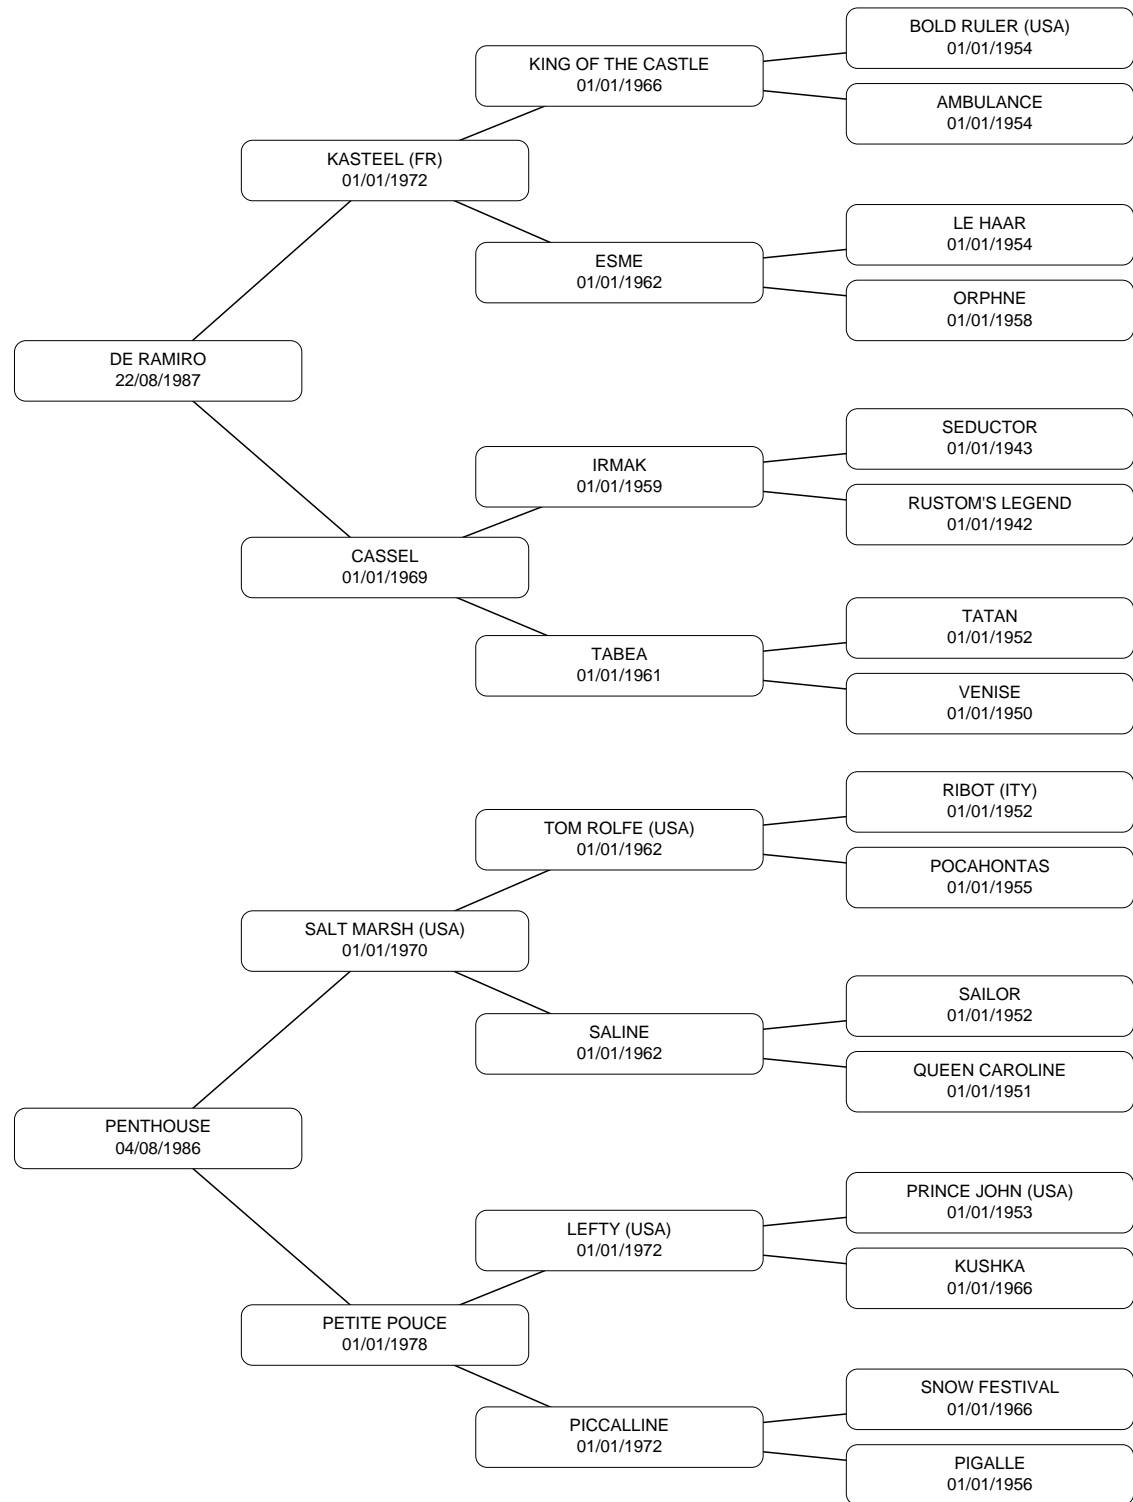 BOLD RULER (USA)
01/01/1954
KING OF THE CASTLE
01/01/1966
AMBULANCE
01/01/1954
KASTEEL (FR)
01/01/1972
LE HAAR
01/01/1954
ESME
01/01/1962
ORPHNE
01/01/1958
DE RAMIRO
22/08/1987
SEDUCTOR
01/01/1943
IRMAK
01/01/1959
RUSTOM'S LEGEND
01/01/1942
CASSEL
01/01/1969
TATAN
01/01/1952
TABEA
01/01/1961
VENISE
01/01/1950
RIBOT (ITY)
01/01/1952
TOM ROLFE (USA)
01/01/1962
POCAHONTAS
01/01/1955
SALT MARSH (USA)
01/01/1970
SAILOR
01/01/1952
SALINE
01/01/1962
QUEEN CAROLINE
01/01/1951
PENTHOUSE
04/08/1986
PRINCE JOHN (USA)
01/01/1953
LEFTY (USA)
01/01/1972
KUSHKA
01/01/1966
PETITE POUCE
01/01/1978
SNOW FESTIVAL
01/01/1966
PICCALLINE
01/01/1972
PIGALLE
01/01/1956